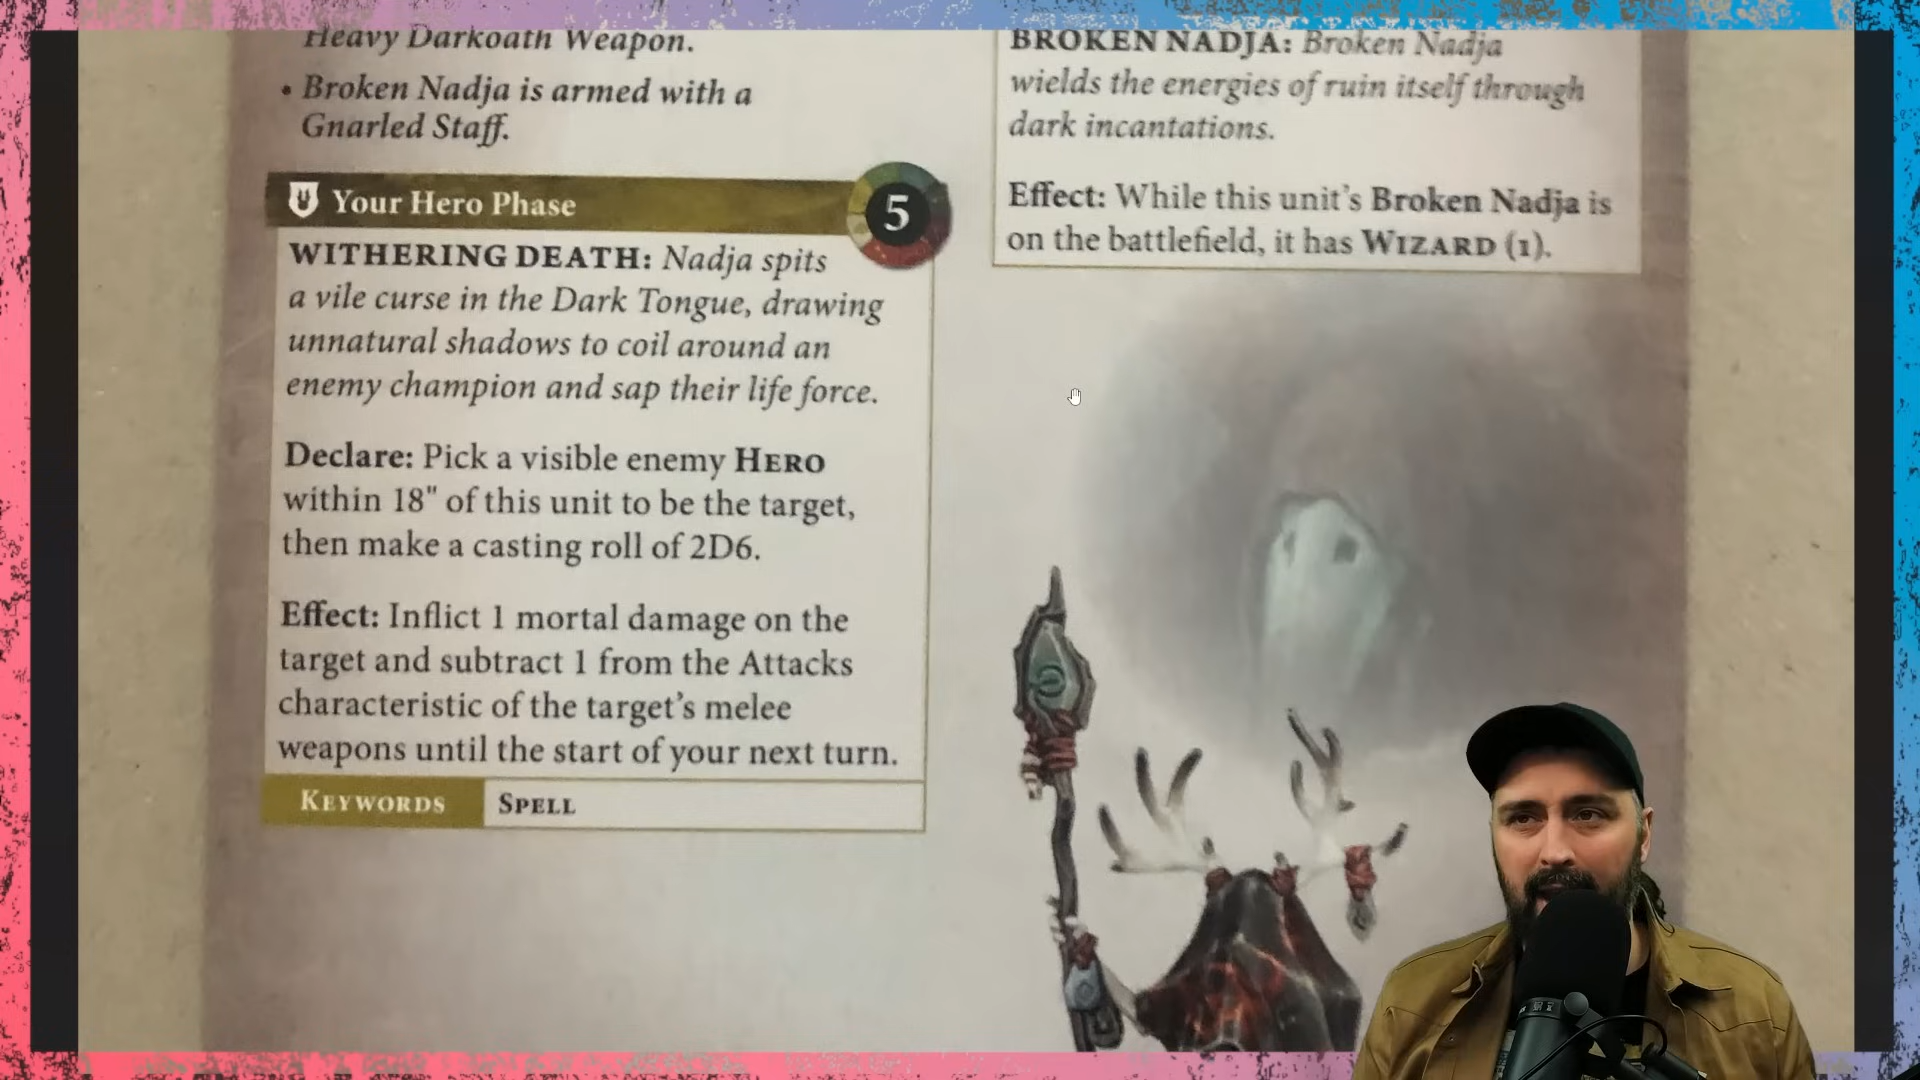 Heavy Darkoath Weapon.
• Broken Nadja is armed with a
Gnarled Staff.
Your Hero Phase
5
WITHERING DEATH: Nadja spits
a vile curse in the Dark Tongue, drawing
unnatural shadows to coil around an
enemy champion and sap their life force.
Declare: Pick a visible enemy HERO
within 18" of this unit to be the target,
then make a casting roll of 2D6.
Effect: Inflict 1 mortal damage on the
target and subtract 1 from the Attacks
characteristic of the target's melee
weapons until the start of your next turn.
KEYWORDS SPELL
BROKEN NADJA: Broken Nadja
wields the energies of ruin itself through
dark incantations.
Effect: While this unit's Broken Nadja is
on the battlefield, it has WIZARD (1).